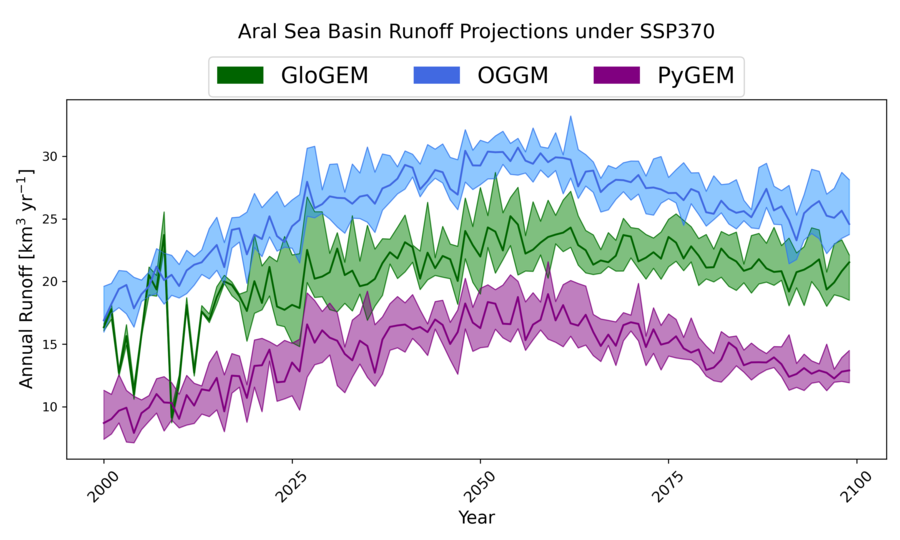 Aral Sea Basin Runoff Projections under SSP370
GloGEM OGGM PyGEM
Annual Runoff [km³ yr⁻¹]
30
25
20
15
10
2000 2025 2050 2075 2100
Year